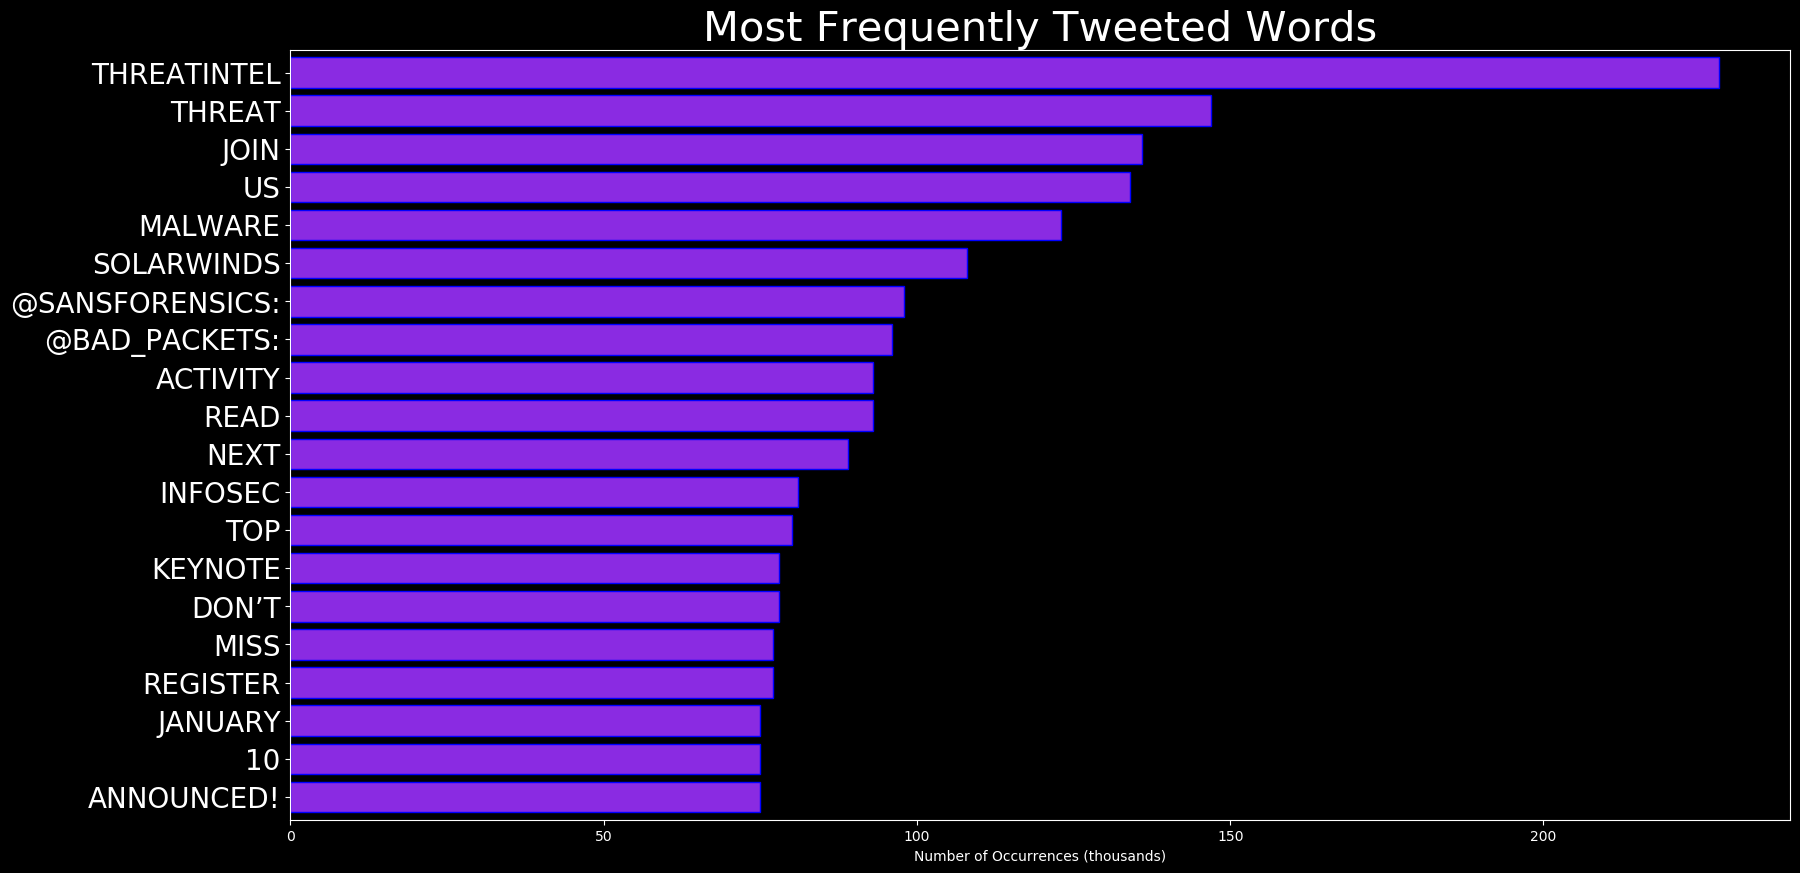 Most Frequently Tweeted Words
THREATINTEL
THREAT
JOIN
US
MALWARE
SOLARWINDS
@SANSFORENSICS:
@BAD_PACKETS:
ACTIVITY
READ
NEXT
INFOSEC
TOP
KEYNOTE
DON’T
MISS
REGISTER
JANUARY
10
ANNOUNCED!
0 50 100 150 200
Number of Occurrences (thousands)